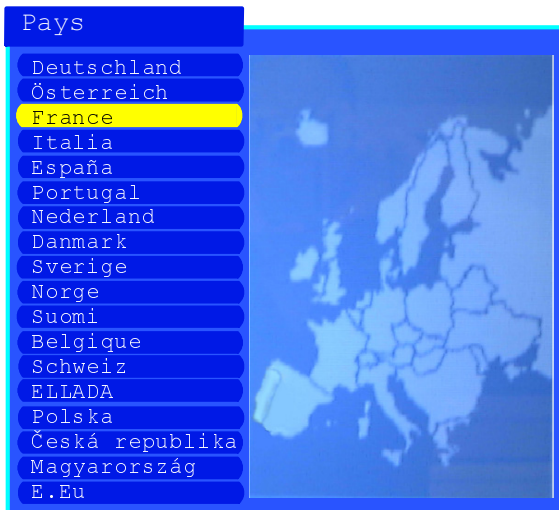 Pays
Deutschland
Österreich
France
Italia
España
Portugal
Nederland
Danmark
Sverige
Norge
Suomi
Belgique
Schweiz
ELLADA
Polska
Česká republika
Magyarország
E.Eu